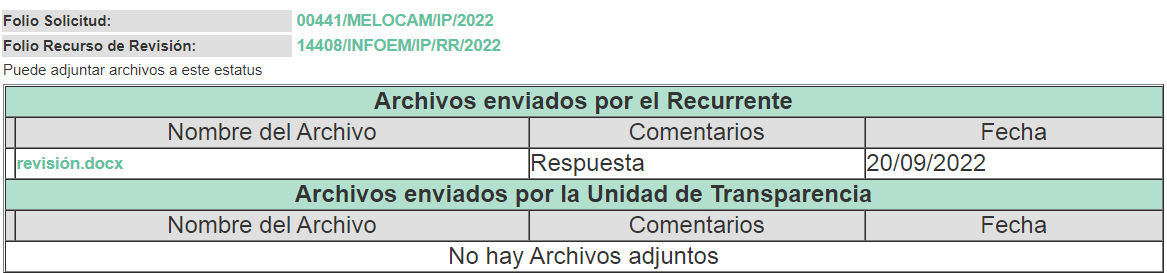 Folio Solicitud: 00441/MELOCAM/IP/2022
Folio Recurso de Revisión: 14408/INFOEM/IP/RR/2022
Puede adjuntar archivos a este estatus
Archivos enviados por el Recurrente
Nombre del Archivo Comentarios Fecha
revisión.docx Respuesta 20/09/2022
Archivos enviados por la Unidad de Transparencia
Nombre del Archivo Comentarios Fecha
No hay Archivos adjuntos